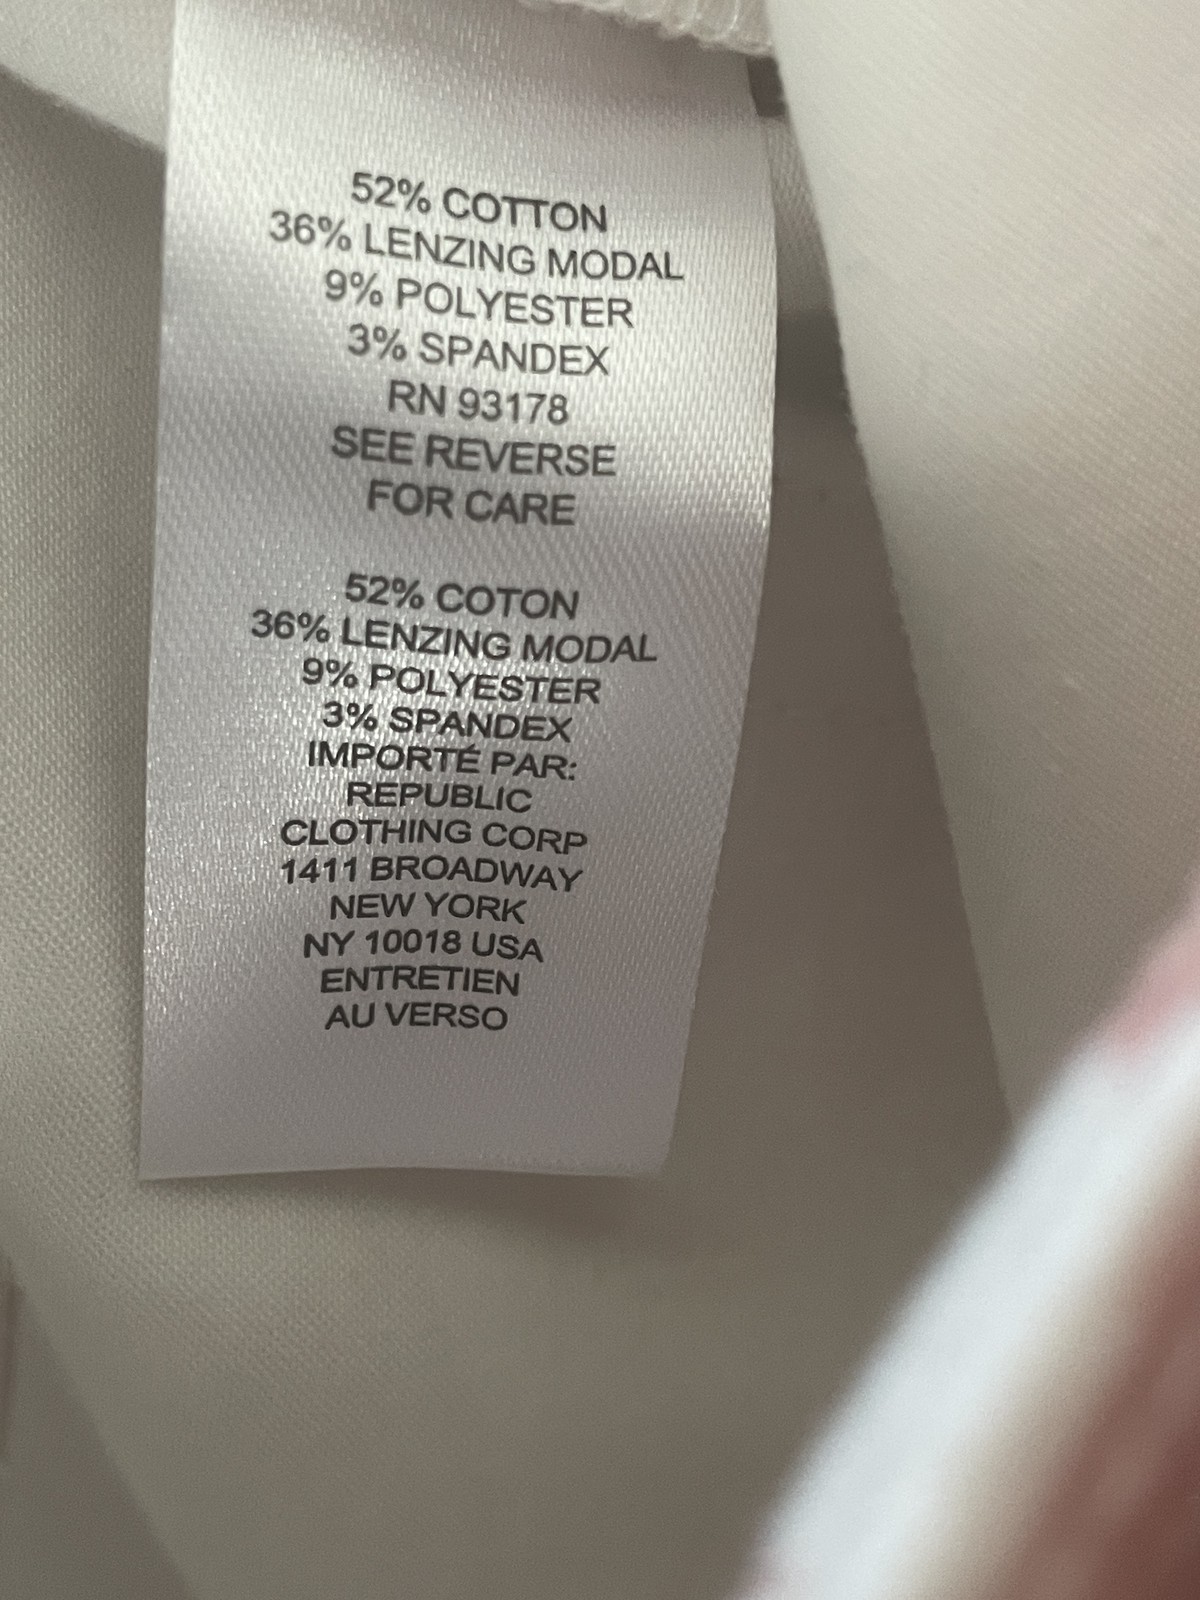 52% COTTON
36% LENZING MODAL
9% POLYESTER
3% SPANDEX
RN 93178
SEE REVERSE
FOR CARE
52% COTON
36% LENZING MODAL
9% POLYESTER
3% SPANDEX
IMPORTÉ PAR:
REPUBLIC
CLOTHING CORP
1411 BROADWAY
NEW YORK
NY 10018 USA
ENTRETIEN
AU VERSO